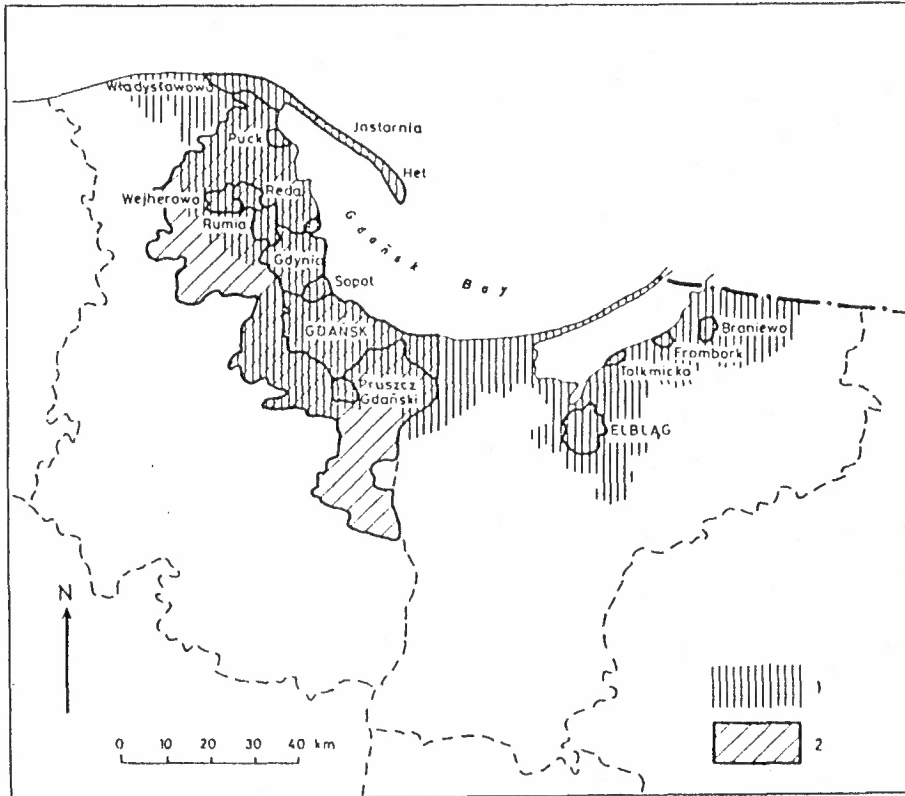 Władysławowo
Jastarnia
Puck
Hel
Wejherowo
Reda
Rumia
Gdańsk Bay
Gdynia
Sopot
GDAŃSK
Braniewo
Frombork
Tolkmicka
Pruszcz
Gdański
ELBLĄG
N
1
0 10 20 30 40 km
2